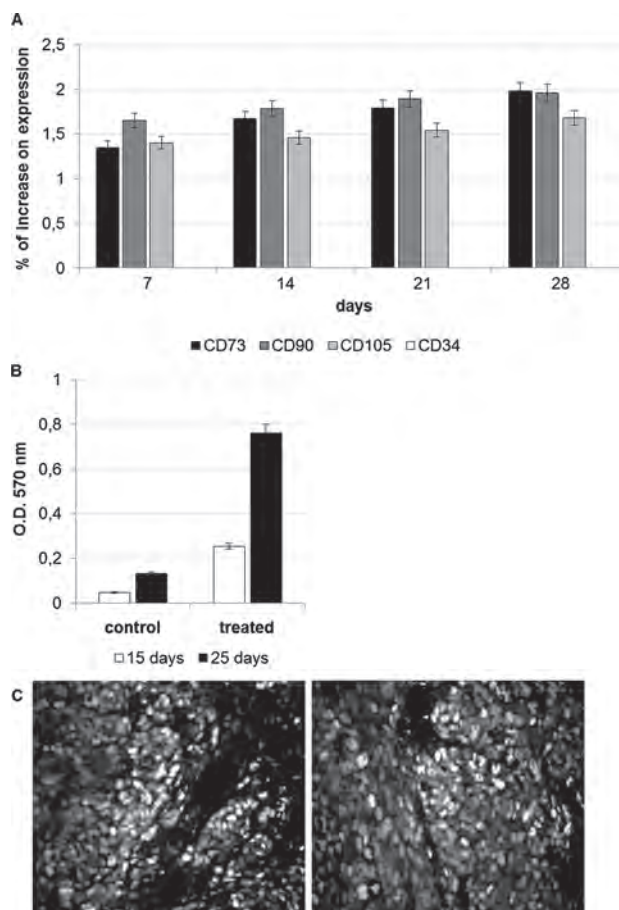 A
2,5
2
1,5
1
0,5
0
% of Increase on expression
7 14 21 28
days
CD73 CD90 CD105 CD34
B
1
0,8
0,6
0,4
0,2
0
O.D. 570 nm
control treated
15 days 25 days
C